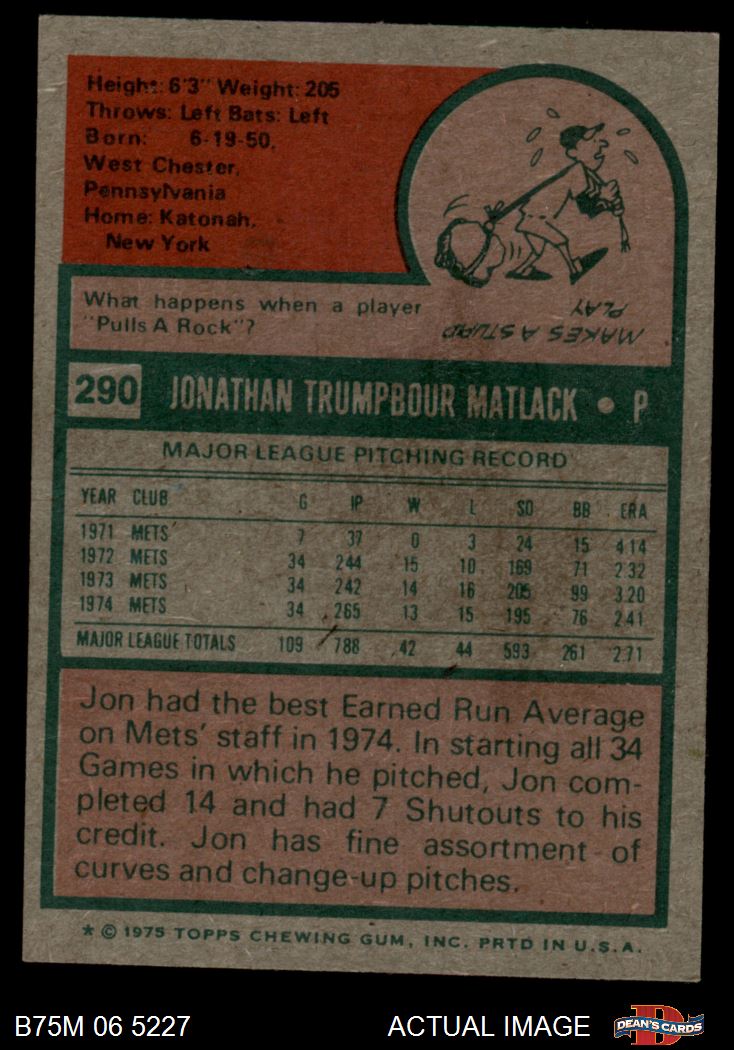 Height: 6'3" Weight: 205
Throws: Left Bats: Left
Born: 6-19-50,
West Chester,
Pennsylvania
Home: Katonah,
New York
What happens when a player
"Pulls A Rock"?
MAKES A STUPID
PLAY
290 JONATHAN TRUMPBOUR MATLACK • P
MAJOR LEAGUE PITCHING RECORD
YEAR CLUB G IP W L SO BB ERA
1971 METS 7 37 0 3 24 15 4.14
1972 METS 34 244 15 10 169 71 2.32
1973 METS 34 242 14 16 205 99 3.20
1974 METS 34 265 13 15 195 76 2.41
MAJOR LEAGUE TOTALS 109 788 42 44 593 261 2.71
Jon had the best Earned Run Average
on Mets' staff in 1974. In starting all 34
Games in which he pitched, Jon com-
pleted 14 and had 7 Shutouts to his
credit. Jon has fine assortment of
curves and change-up pitches.
* © 1975 TOPPS CHEWING GUM, INC. PRTD IN U.S.A.
B75M 06 5227 ACTUAL IMAGE DEAN'S CARDS